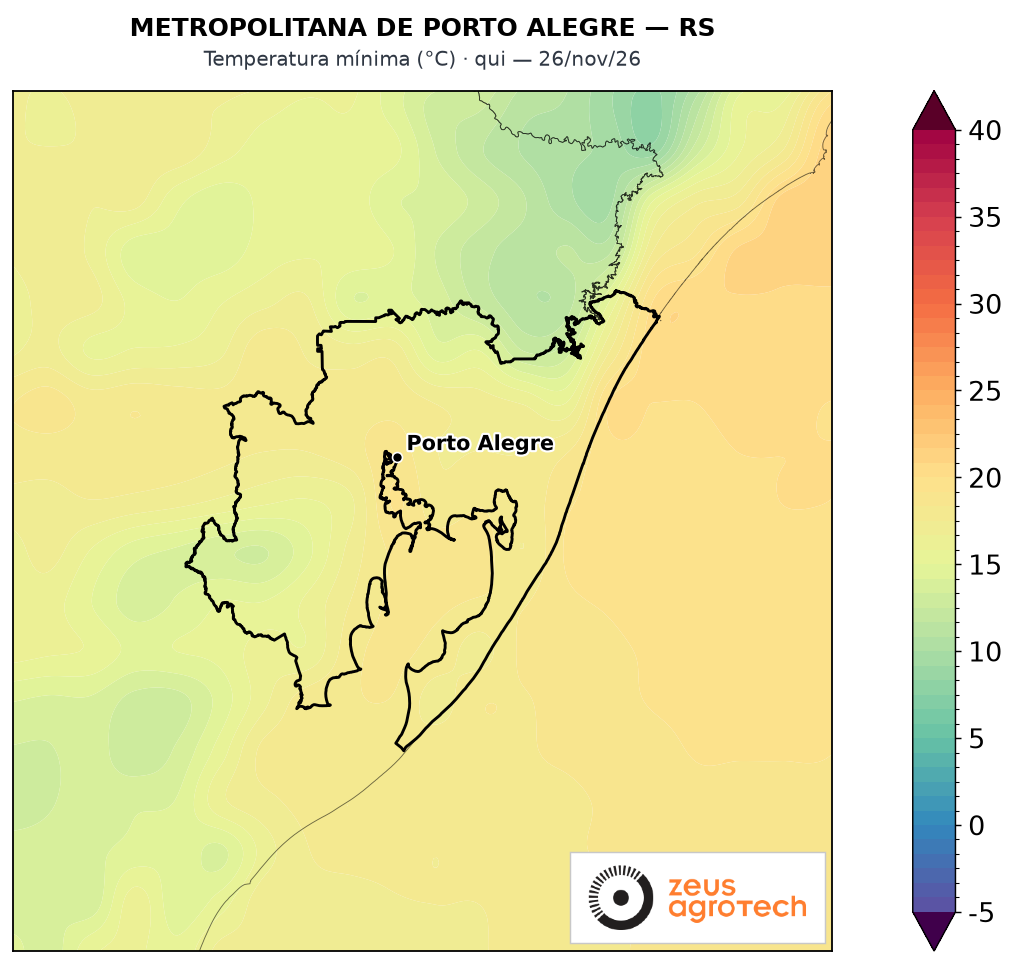 METROPOLITANA DE PORTO ALEGRE — RS
Temperatura mínima (°C) · qui — 26/nov/26
40
35
30
25
20
15
10
5
0
-5
Porto Alegre
zeus
agrotech